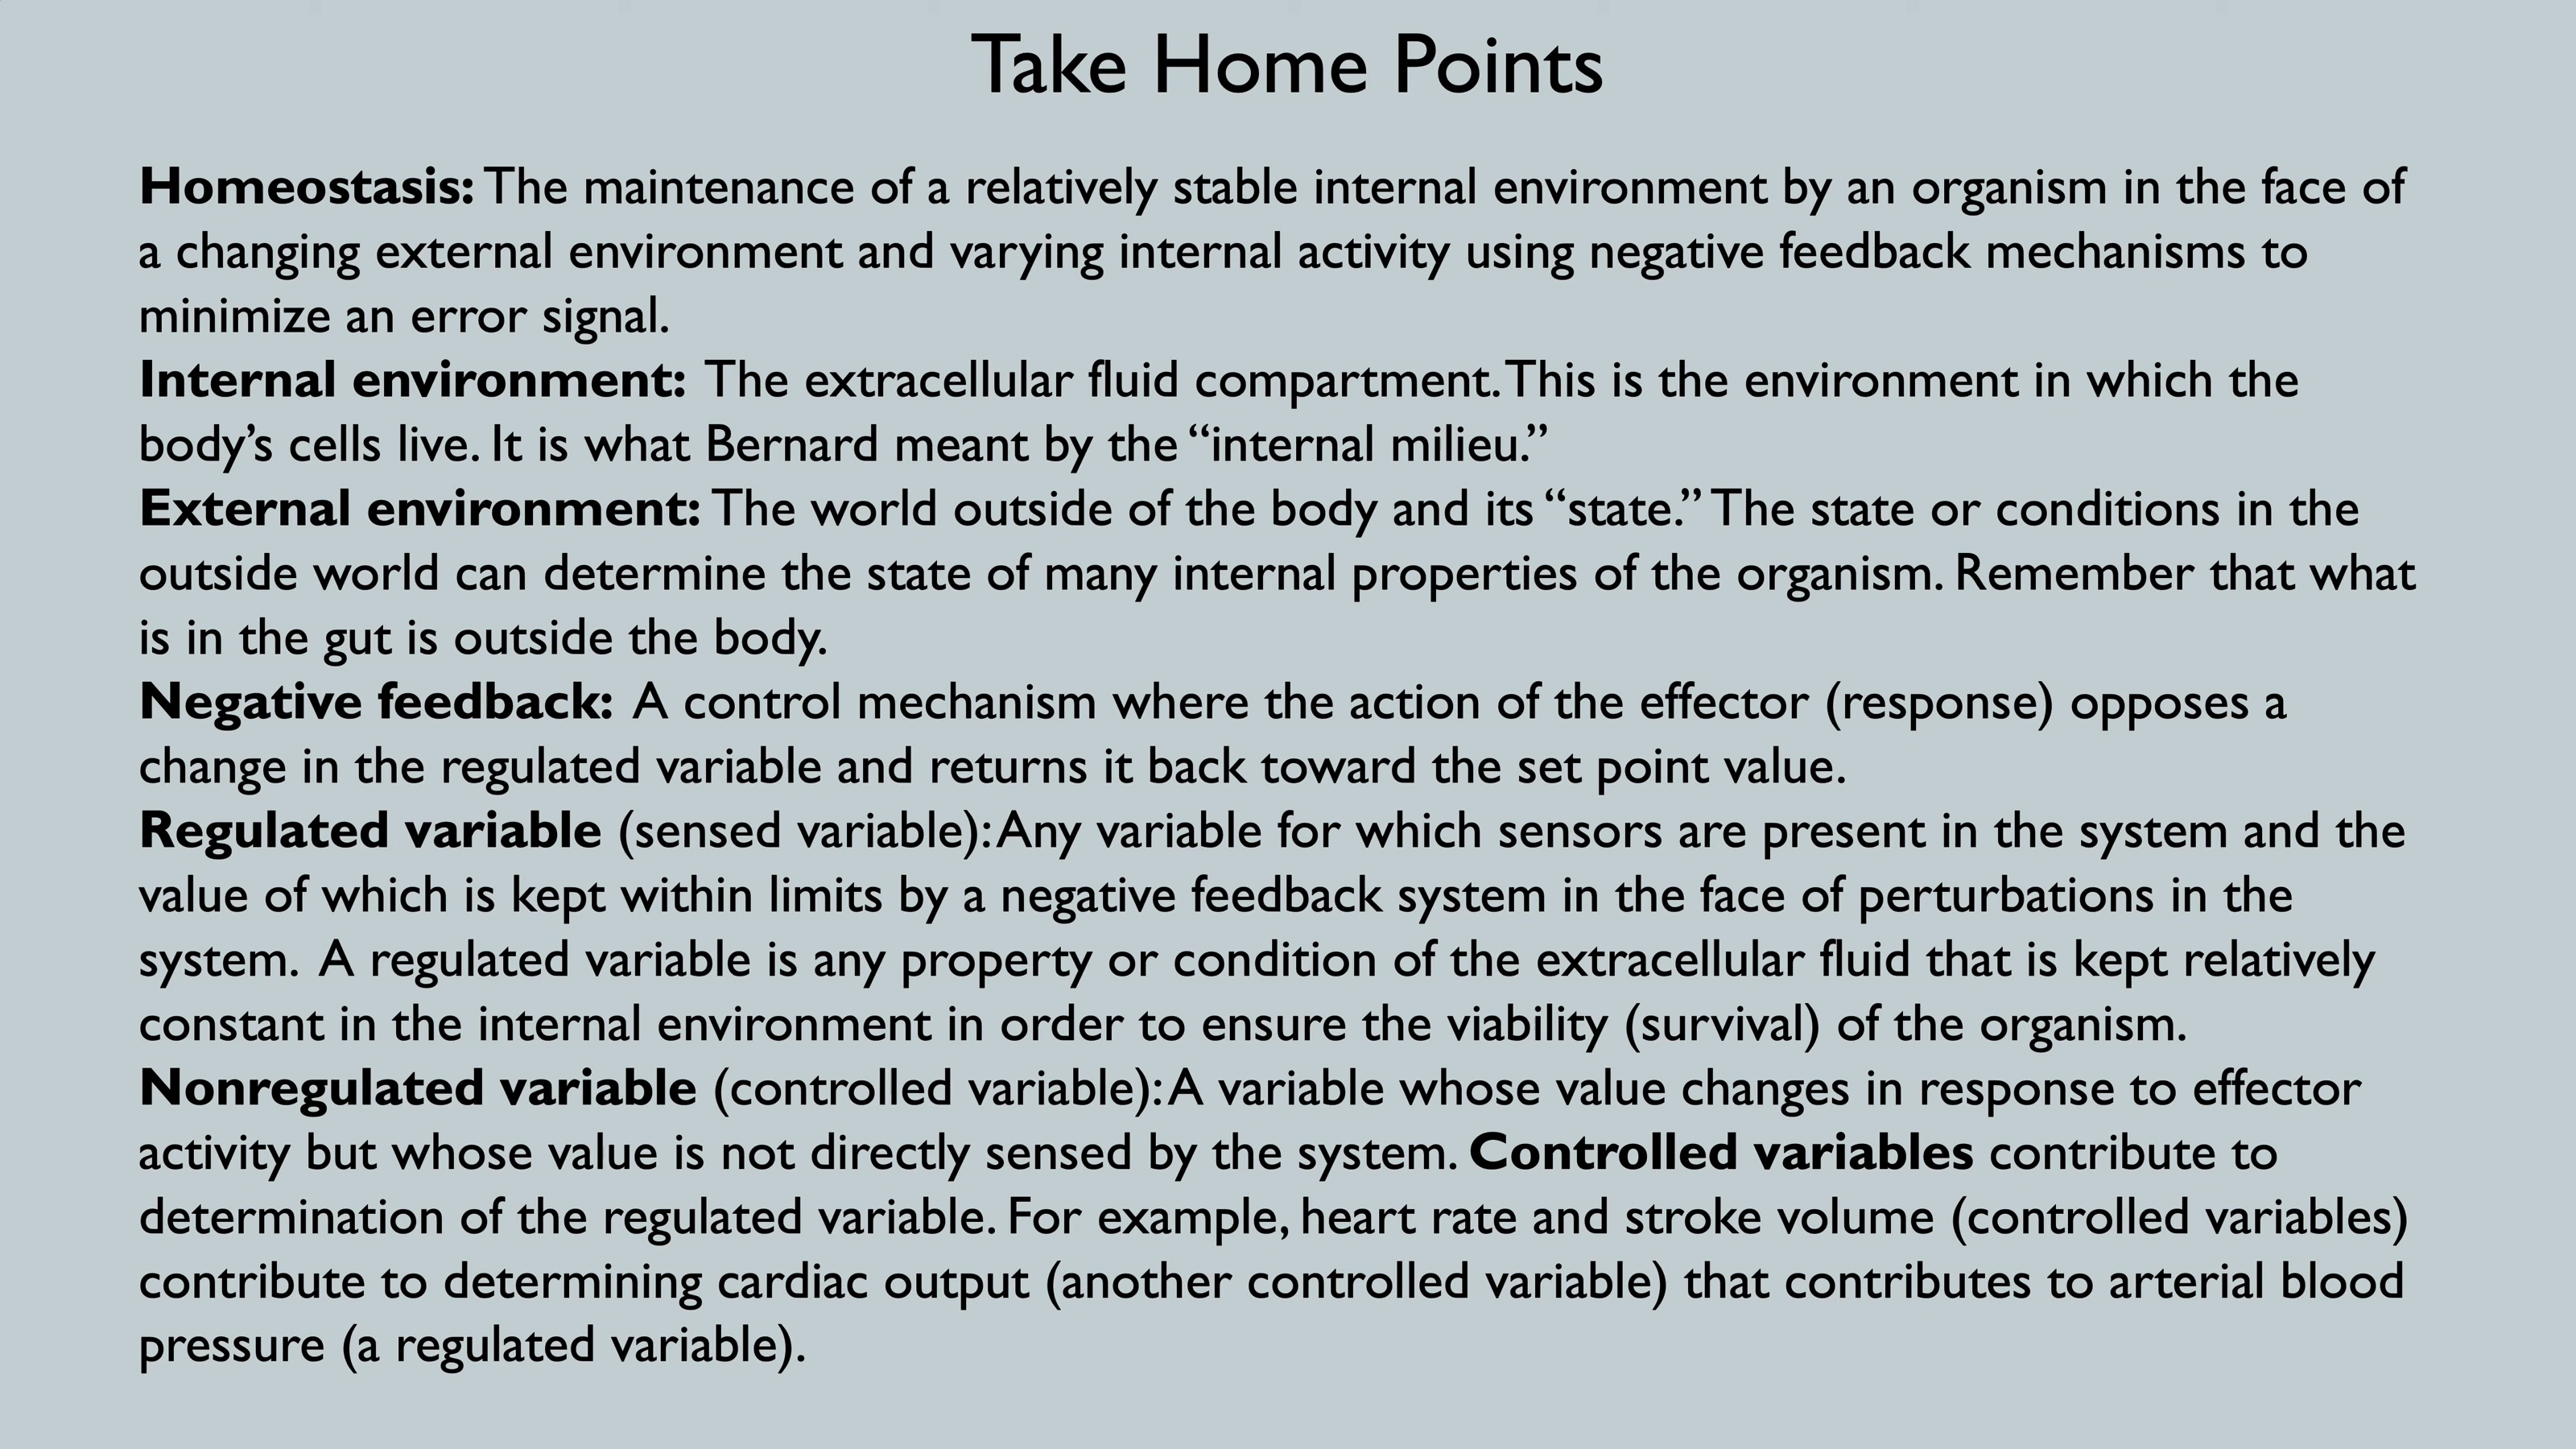 Take Home Points
Homeostasis: The maintenance of a relatively stable internal environment by an organism in the face of
a changing external environment and varying internal activity using negative feedback mechanisms to
minimize an error signal.
Internal environment: The extracellular fluid compartment. This is the environment in which the
body’s cells live. It is what Bernard meant by the “internal milieu.”
External environment: The world outside of the body and its “state.” The state or conditions in the
outside world can determine the state of many internal properties of the organism. Remember that what
is in the gut is outside the body.
Negative feedback: A control mechanism where the action of the effector (response) opposes a
change in the regulated variable and returns it back toward the set point value.
Regulated variable (sensed variable): Any variable for which sensors are present in the system and the
value of which is kept within limits by a negative feedback system in the face of perturbations in the
system. A regulated variable is any property or condition of the extracellular fluid that is kept relatively
constant in the internal environment in order to ensure the viability (survival) of the organism.
Nonregulated variable (controlled variable): A variable whose value changes in response to effector
activity but whose value is not directly sensed by the system. Controlled variables contribute to
determination of the regulated variable. For example, heart rate and stroke volume (controlled variables)
contribute to determining cardiac output (another controlled variable) that contributes to arterial blood
pressure (a regulated variable).